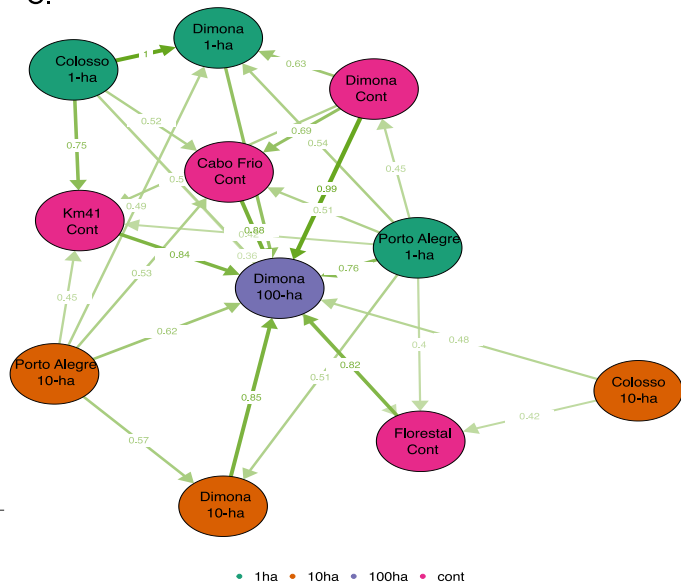 Dimona
1-ha
Colosso
1-ha
1
0.63
Dimona
Cont
0.52
0.69
0.54
0.75
Cabo Frio
Cont
0.45
0.99
0.49
0.51
Km41
Cont
0.88
Porto Alegre
1-ha
0.84
0.36
0.76
0.53
Dimona
100-ha
0.45
0.62
0.4
0.48
Porto Alegre
10-ha
0.51
0.82
Colosso
10-ha
0.85
0.42
0.57
Florestal
Cont
Dimona
10-ha
1ha 10ha 100ha cont